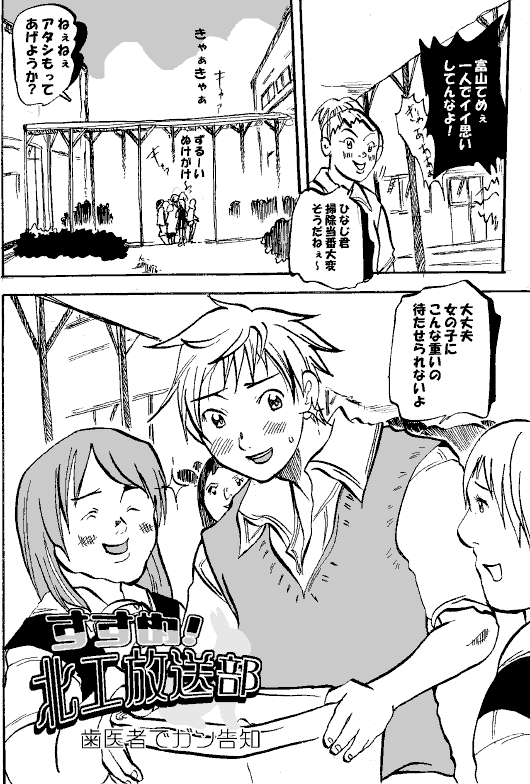 富山てめぇ
一人でイイ思い
してんなよ！
ひなじ君
掃除当番大変
そうだねぇ～
きゃぁきゃぁ
ずるーい
ぬけがけ
ねぇねぇ
アタシもって
あげようか？
大丈夫
女の子に
こんな重いの
待たせられないよ
すすめ！
北工放送部
歯医者でガン告知